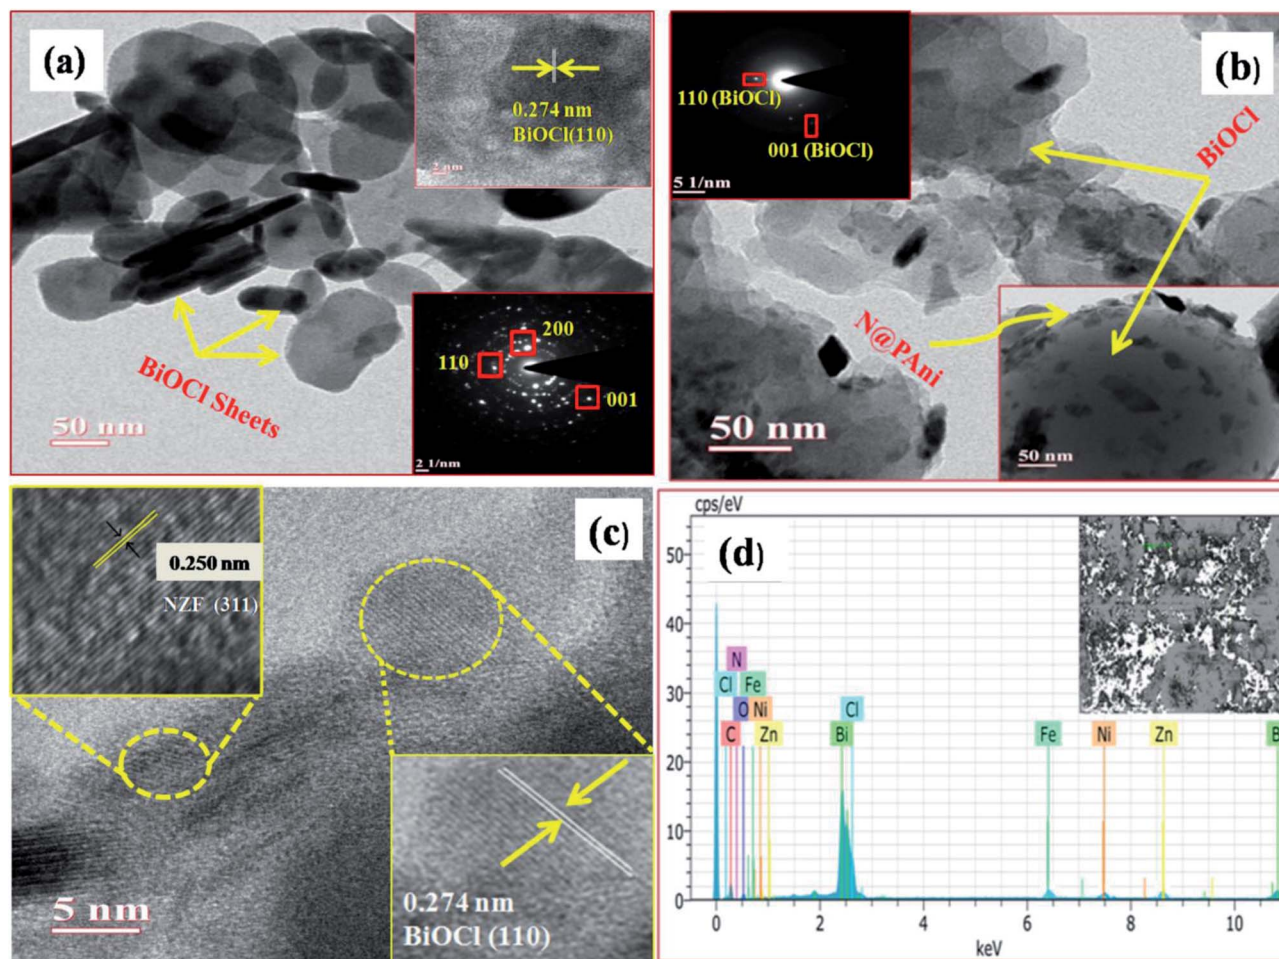 (a)
0.274 nm
BiOCl(110)
2 nm
BiOCl Sheets
50 nm
200
110
001
2 1/nm
(b)
110 (BiOCl)
001 (BiOCl)
5 1/nm
BiOCl
N@PAni
50 nm
50 nm
(c)
0.250 nm
NZF (311)
5 nm
0.274 nm
BiOCl (110)
(d)
cps/eV
50
40
30
20
10
0
N
Cl Fe
O Ni
C Zn
Cl
Bi
Fe
Ni
Zn
B
0 2 4 6 8 10
keV